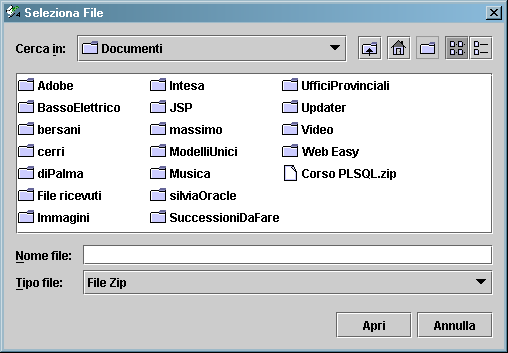 Seleziona File
Cerca in: Documenti
Adobe Intesa UfficiProvinciali
BassoElettrico JSP Updater
bersani massimo Video
cerri ModelliUnici Web Easy
diPalma Musica Corso PLSQL.zip
File ricevuti silviaOracle
Immagini SuccessioniDaFare
Nome file:
Tipo file: File Zip
Apri Annulla